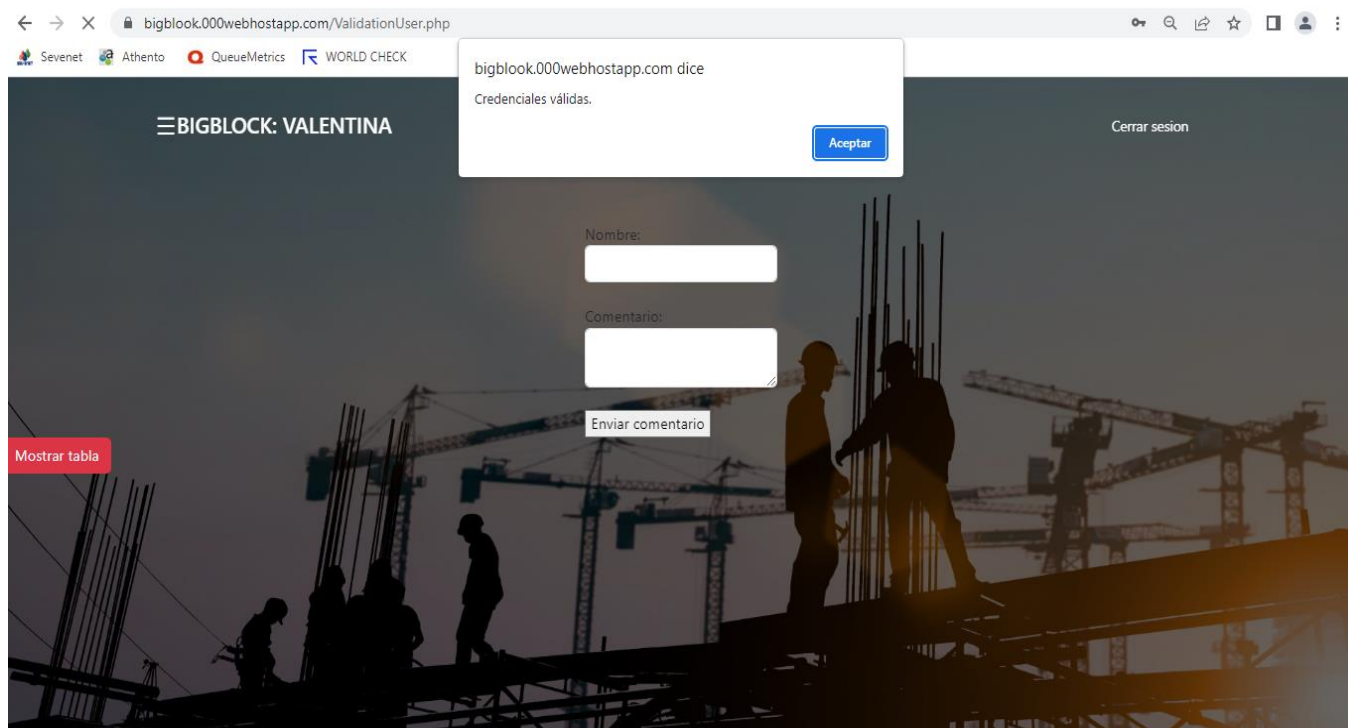 bigblook.000webhostapp.com/ValidationUser.php
Sevenet Athento QueueMetrics WORLD CHECK
bigblook.000webhostapp.com dice
Credenciales válidas.
Aceptar
☰BIGBLOCK: VALENTINA
Cerrar sesion
Nombre:
Comentario:
Enviar comentario
Mostrar tabla